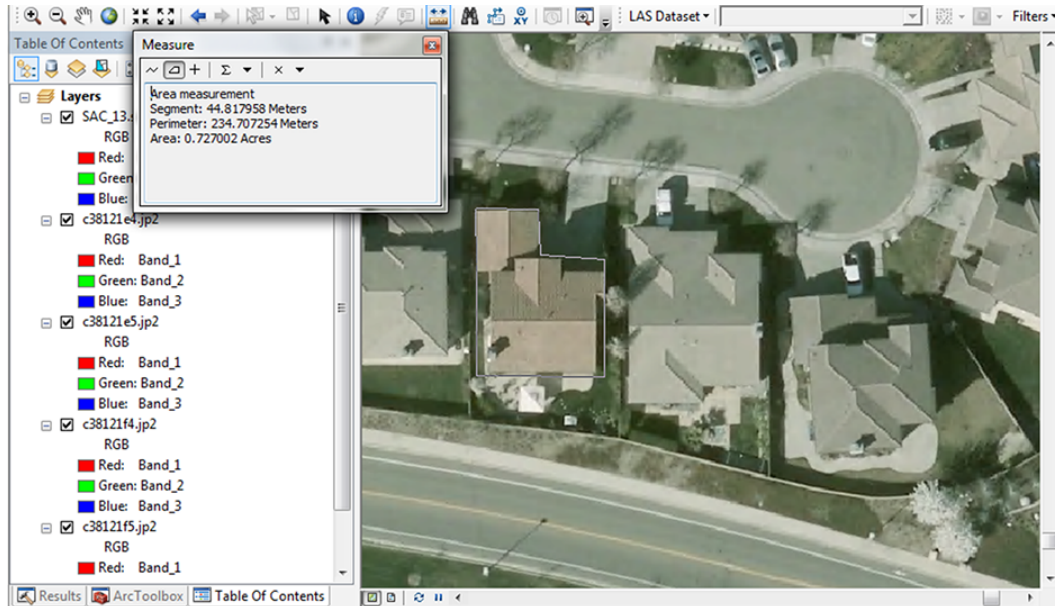 LAS Dataset
Filters
Table Of Contents
Measure
Area measurement
Segment: 44.817958 Meters
Perimeter: 234.707254 Meters
Area: 0.727002 Acres
Layers
SAC_13.
RGB
Red:
Green
Blue:
c38121e4.jp2
RGB
Red: Band_1
Green: Band_2
Blue: Band_3
c38121e5.jp2
RGB
Red: Band_1
Green: Band_2
Blue: Band_3
c38121f4.jp2
RGB
Red: Band_1
Green: Band_2
Blue: Band_3
c38121f5.jp2
RGB
Red: Band_1
Results ArcToolbox Table Of Contents